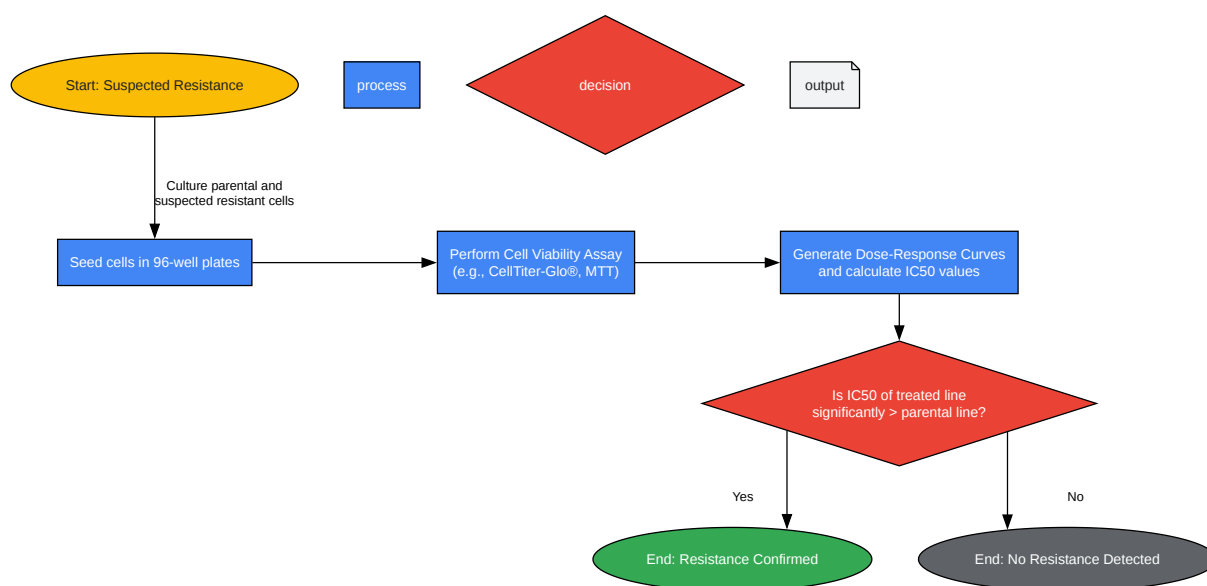 Start: Suspected Resistance
process
decision
output
Culture parental and
suspected resistant cells
Seed cells in 96-well plates
Perform Cell Viability Assay
(e.g., CellTiter-Glo®, MTT)
Generate Dose-Response Curves
and calculate IC50 values
Is IC50 of treated line
significantly > parental line?
Yes
No
End: Resistance Confirmed
End: No Resistance Detected